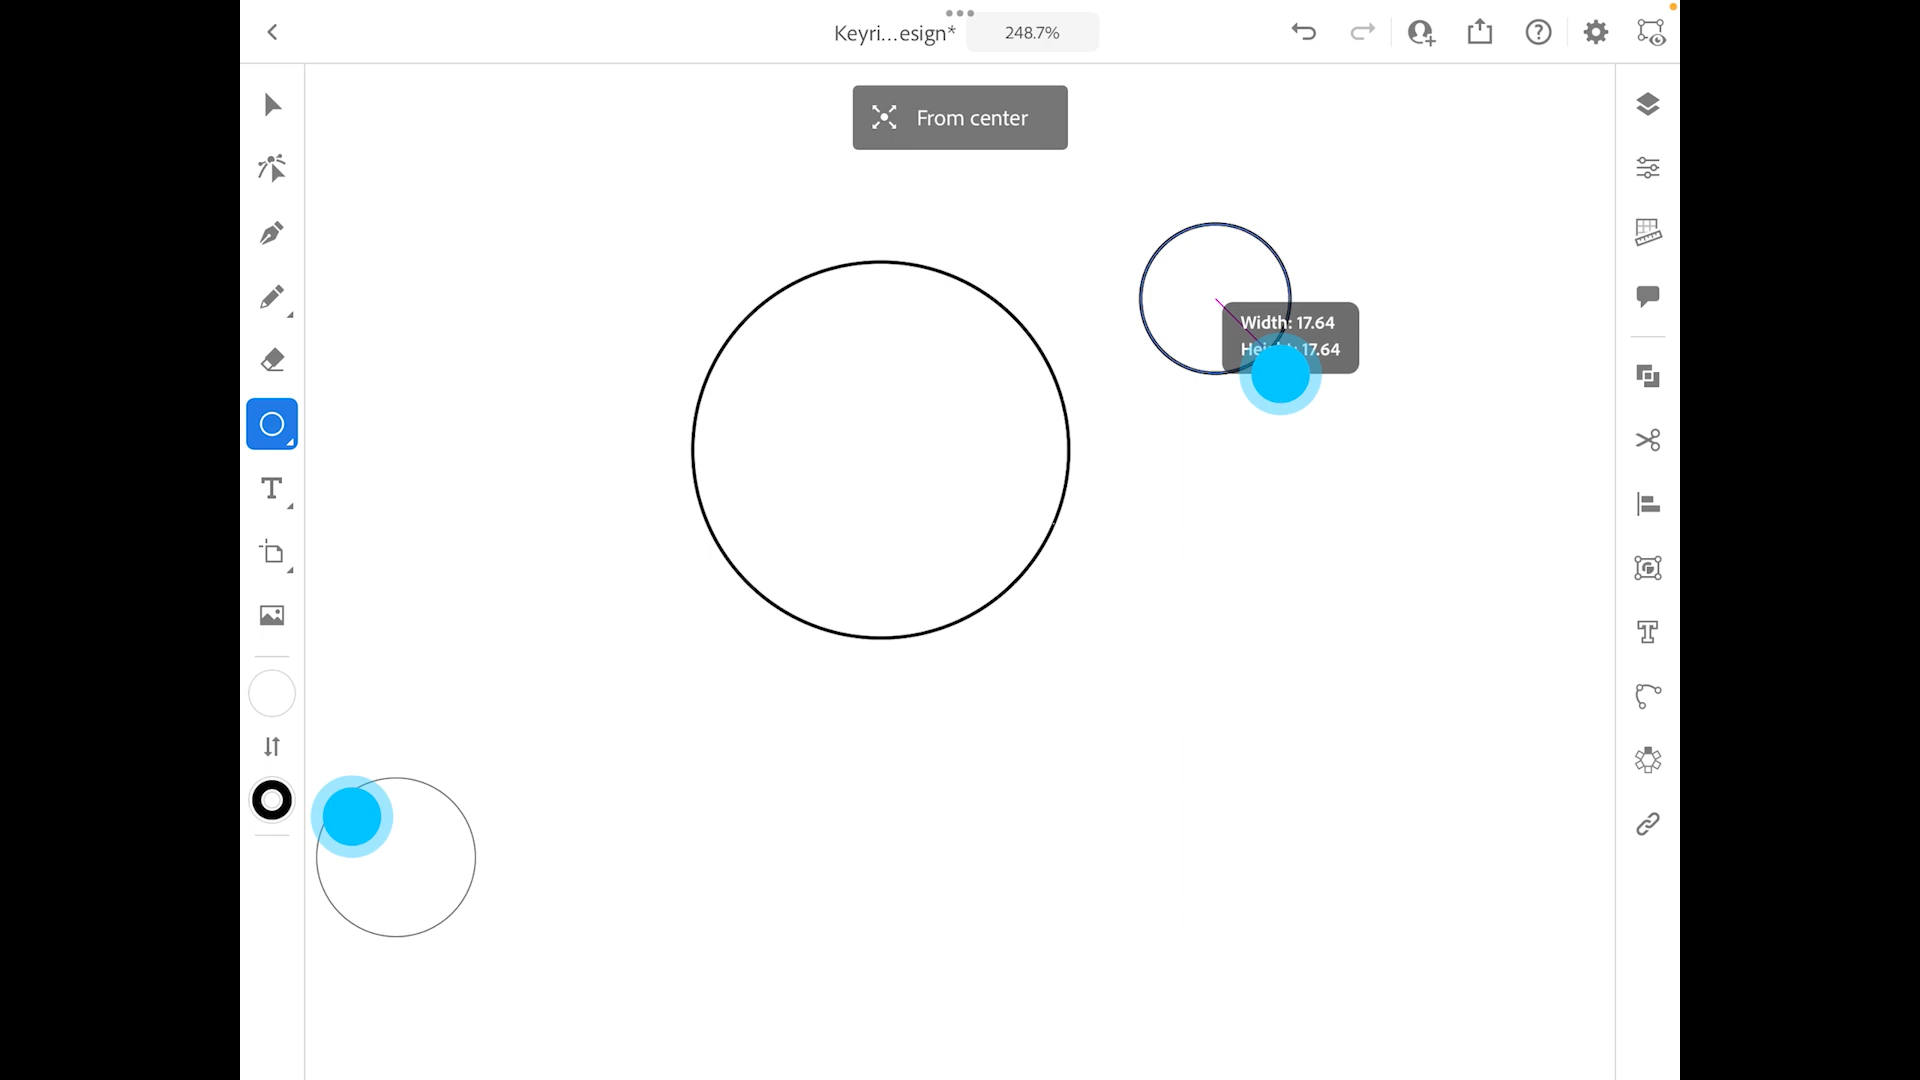 Keyri...esign*
248.7%
From center
Width: 17.64
17.64